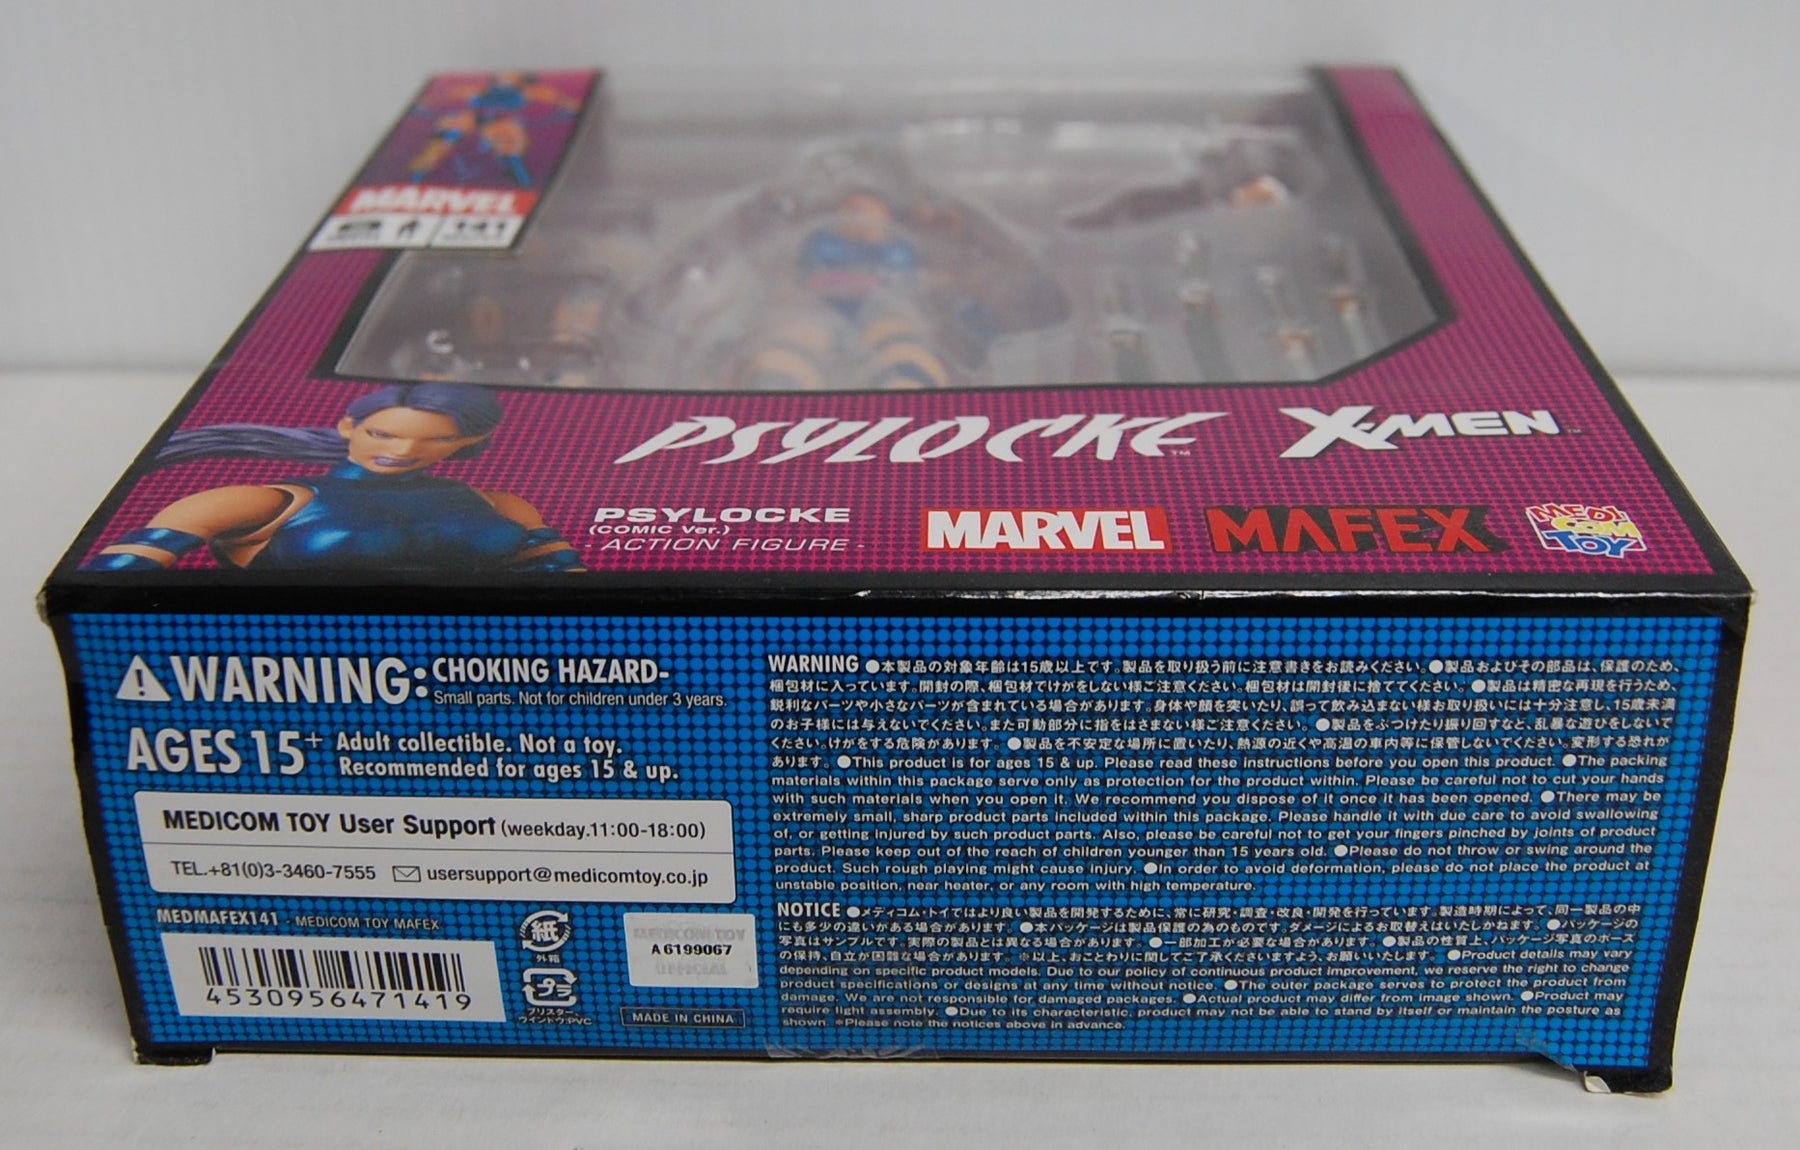 MARVEL
141
PSYLOCKE™
X-MEN™
PSYLOCKE
(COMIC Ver.)
- ACTION FIGURE -
MARVEL
MAFEX
MEDI
COM
TOY
WARNING: CHOKING HAZARD-
Small parts. Not for children under 3 years.
AGES 15+ Adult collectible. Not a toy.
Recommended for ages 15 & up.
MEDICOM TOY User Support (weekday.11:00-18:00)
TEL.+81(0)3-3460-7555 usersupport@medicomtoy.co.jp
MEDMAFEX141 - MEDICOM TOY MAFEX
4530956471419
紙
外箱
プラ
ブリスター、
ウインドウ:PVC
MEDICOM TOY
A6199067
MADE IN CHINA
WARNING ●本製品の対象年齢は15歳以上です。製品を取り扱う前に注意書きをお読みください。●製品およびその部品は、保護のため、
梱包材に入っています。開封の際、梱包材でけがをしない様ご注意ください。梱包材は開封後に捨ててください。●製品は精密な再現を行うため、
鋭利なパーツや小さなパーツが含まれている場合があります。身体や顔を突いたり、誤って飲み込まない様お取り扱いには十分注意し、15歳未満
のお子様には与えないでください。また可動部分に指をはさまない様ご注意ください。●製品をぶつけたり振り回すなど、乱暴な遊びをしないで
ください。けがをする危険があります。●製品を不安定な場所に置いたり、熱源の近くや高温の車内等に保管しないでください。変形する恐れが
あります。●This product is for ages 15 & up. Please read these instructions before you open this product. ●The packing
materials within this package serve only as protection for the product within. Please be careful not to cut your hands
with such materials when you open it. We recommend you dispose of it once it has been opened. ●There may be
extremely small, sharp product parts included within this package. Please handle it with due care to avoid swallowing
of, or getting injured by such product parts. Also, please be careful not to get your fingers pinched by joints of product
parts. Please keep out of the reach of children younger than 15 years old. ●Please do not throw or swing around the
product. Such rough playing might cause injury. ●In order to avoid deformation, please do not place the product at
unstable position, near heater, or any room with high temperature.
NOTICE ●メディコム・トイではより良い製品を開発するために、常に研究・調査・改良・開発を行っています。製造時期によって、同一製品の中
にも多少の違いがある場合があります。●本パッケージは製品保護の為のものです。ダメージによるお取替えはいたしかねます。●パッケージの
写真はサンプルです。実際の製品とは異なる場合があります。●一部加工が必要な場合があります。●製品の性質上、パッケージ写真のポーズ
の保持、自立が困難な場合があります。※以上、おことわりに関してご了承くださいますよう、お願いいたします。●Product details may vary
depending on specific product models. Due to our policy of continuous product improvement, we reserve the right to change
product specifications or designs at any time without notice. ●The outer package serves to protect the product from
damage. We are not responsible for damaged packages. ●Actual product may differ from image shown. ●Product may
require light assembly. ●Due to its characteristic, product may not be able to stand by itself or maintain the posture as
shown. *Please note the notices above in advance.